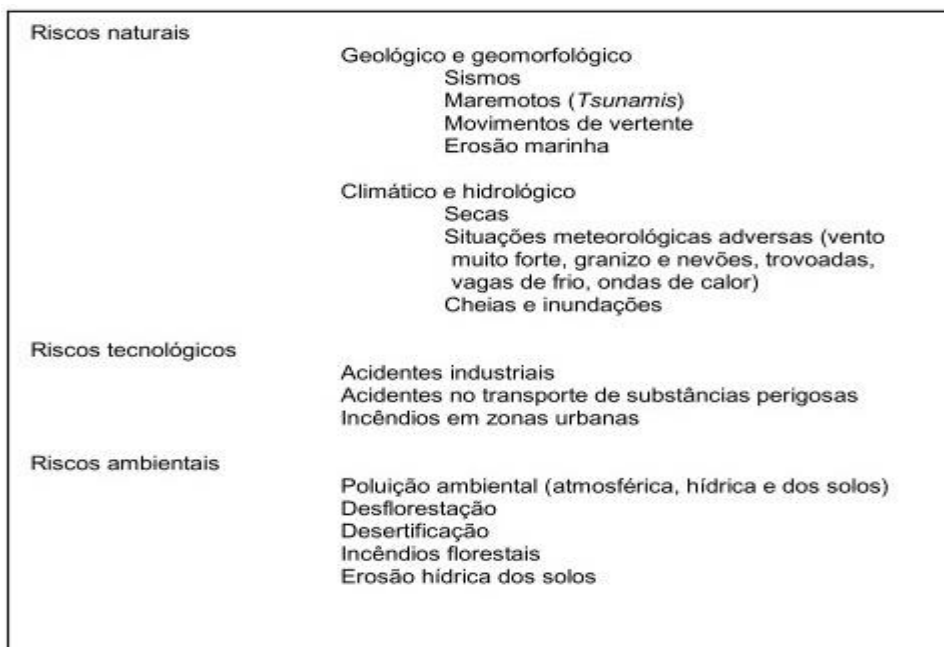 Riscos naturais
Geológico e geomorfológico
Sismos
Maremotos (Tsunamis)
Movimentos de vertente
Erosão marinha
Climático e hidrológico
Secas
Situações meteorológicas adversas (vento
muito forte, granizo e nevões, trovoadas,
vagas de frio, ondas de calor)
Cheias e inundações
Riscos tecnológicos
Acidentes industriais
Acidentes no transporte de substâncias perigosas
Incêndios em zonas urbanas
Riscos ambientais
Poluição ambiental (atmosférica, hídrica e dos solos)
Desflorestação
Desertificação
Incêndios florestais
Erosão hídrica dos solos